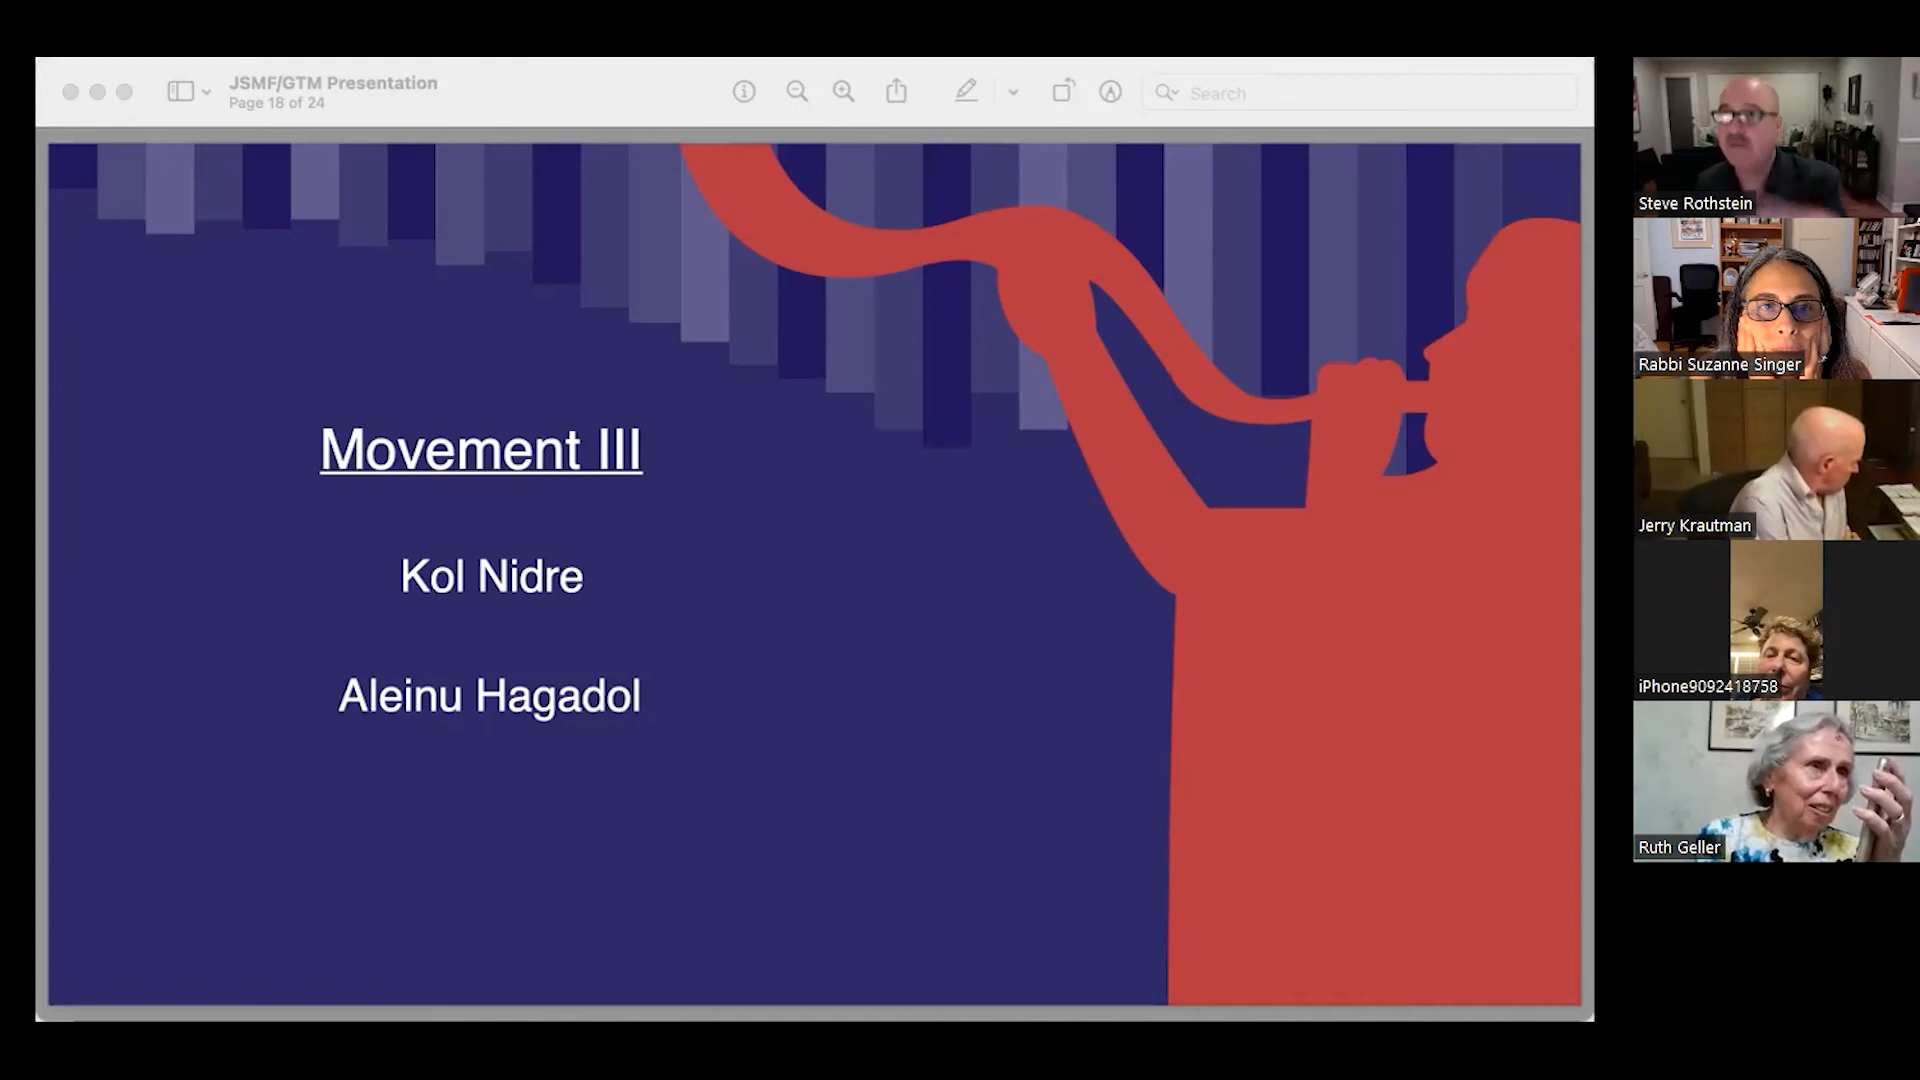 JSMF/GTM Presentation
Page 18 of 24
Search
Movement III
Kol Nidre
Aleinu Hagadol
Steve Rothstein
Rabbi Suzanne Singer
Jerry Krautman
iPhone9092418758
Ruth Geller